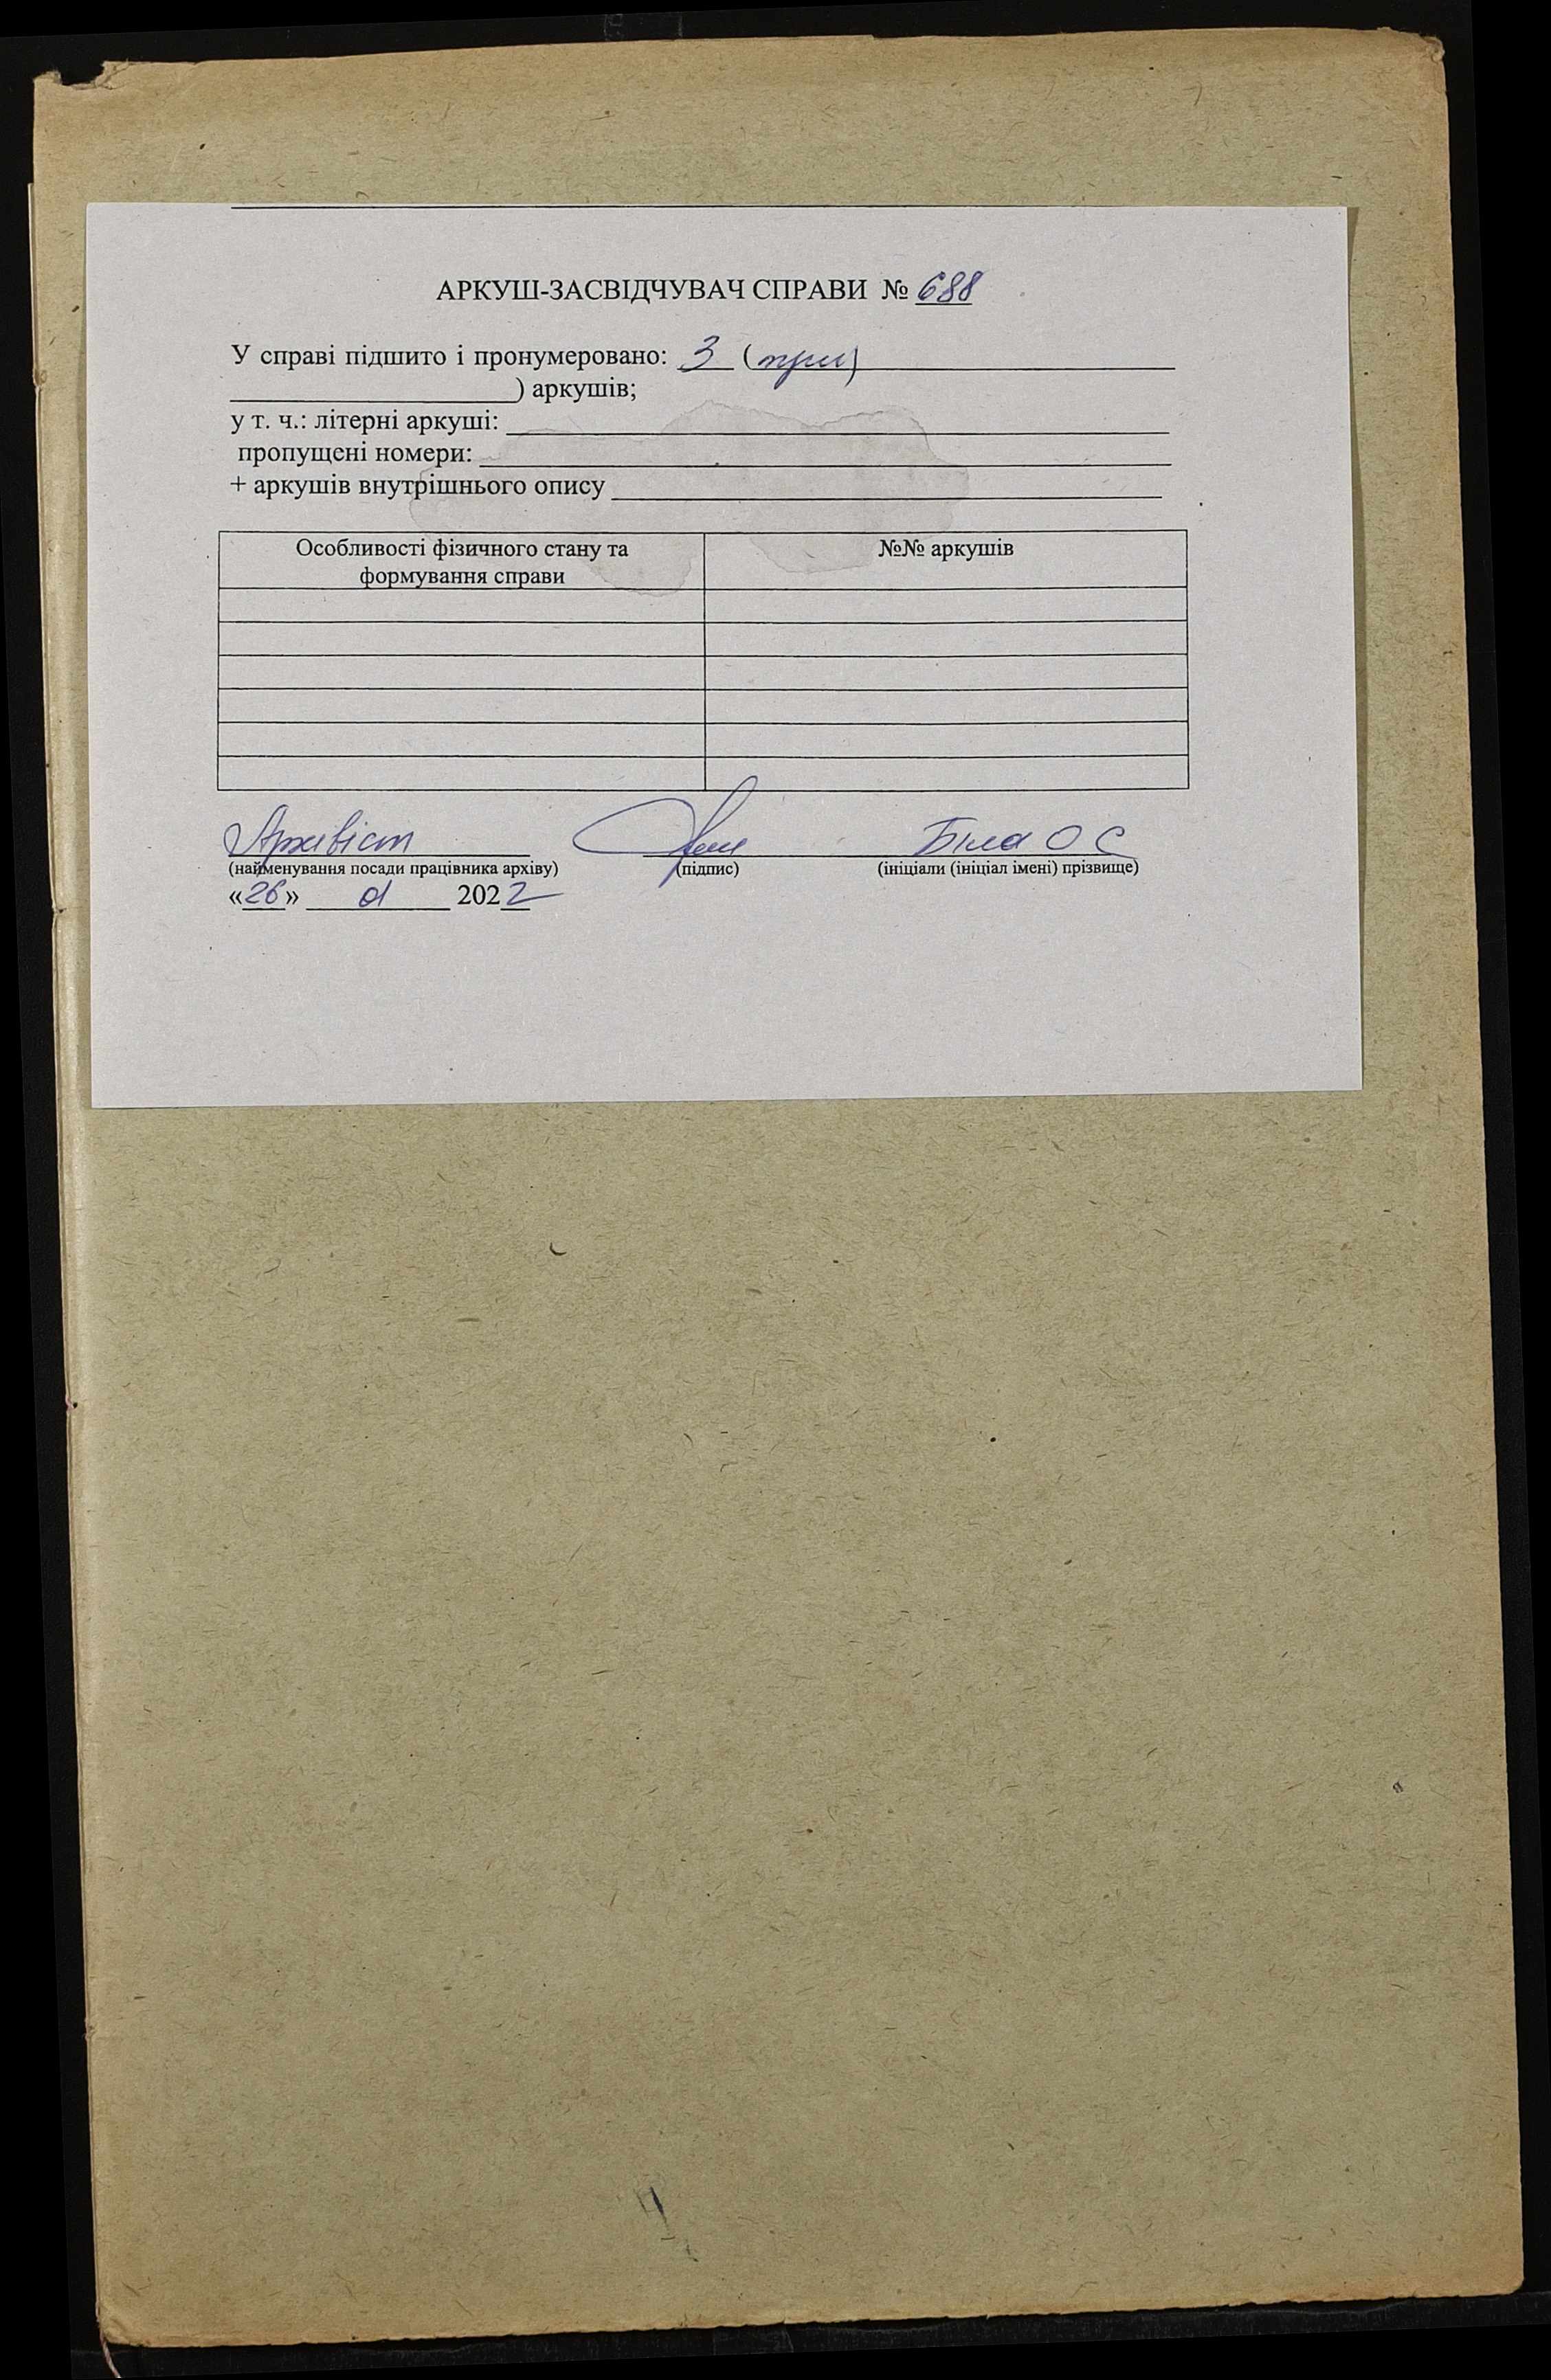 АРКУШ-ЗАСВІДЧУВАЧ СПРАВИ № 688
У справі підшито і пронумеровано: 3 (три)
) аркушів;
у т. ч.: літерні аркуші:
пропущені номери:
+ аркушів внутрішнього опису
Особливості фізичного стану та формування справи №№ аркушів
Архівіст Біла О С
(найменування посади працівника архіву) (підпис) (ініціали (ініціал імені) прізвище)
«26» 01 2022